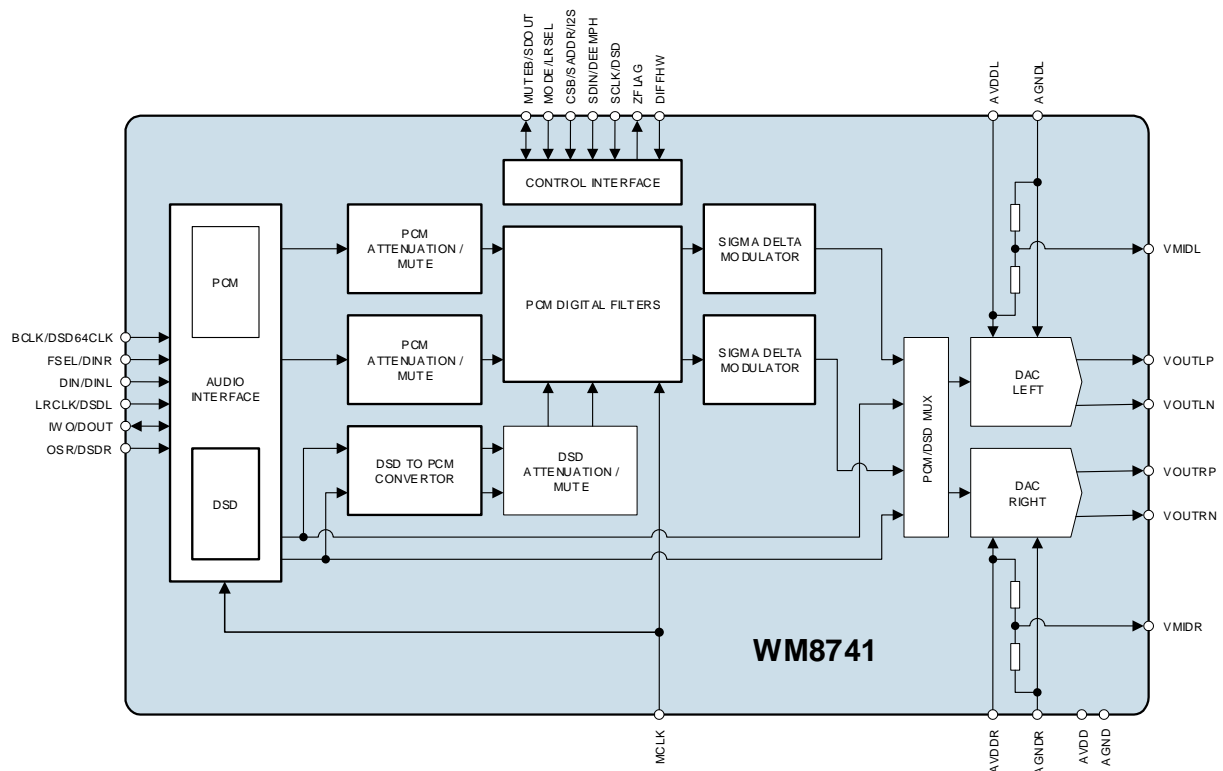 MUTEB/SDOUT
MODE/LRSEL
CSB/SADDR/I2S
SDIN/DEEMPH
SCLK/DSD
ZFLAG
DIFFHW
AVDDL
AGNDL
CONTROL INTERFACE
PCM
PCM
ATTENUATION /
MUTE
PCM DIGITAL FILTERS
SIGMA DELTA
MODULATOR
VMIDL
BCLK/DSD64CLK
FSEL/DINR
DIN/DINL
LRCLK/DSDL
IWO/DOUT
OSR/DSDR
AUDIO
INTERFACE
PCM
ATTENUATION /
MUTE
SIGMA DELTA
MODULATOR
PCM/DSD MUX
DAC
LEFT
VOUTLP
VOUTLN
DSD
DSD TO PCM
CONVERTOR
DSD
ATTENUATION /
MUTE
DAC
RIGHT
VOUTRP
VOUTRN
VMIDR
WM8741
MCLK
AVDDR
AGNDR
AVDD
AGND